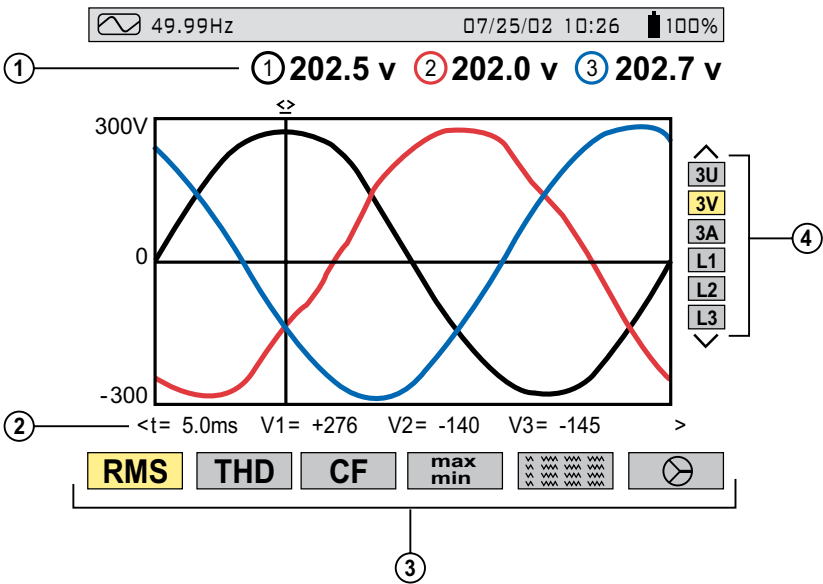 49.99Hz 07/25/02 10:26 100%
1 1 202.5 v 2 202.0 v 3 202.7 v
<>
300V
3U
3V
3A
0
4
L1
L2
L3
-300
2 <t= 5.0ms V1= +276 V2= -140 V3= -145 >
RMS THD CF max min
3